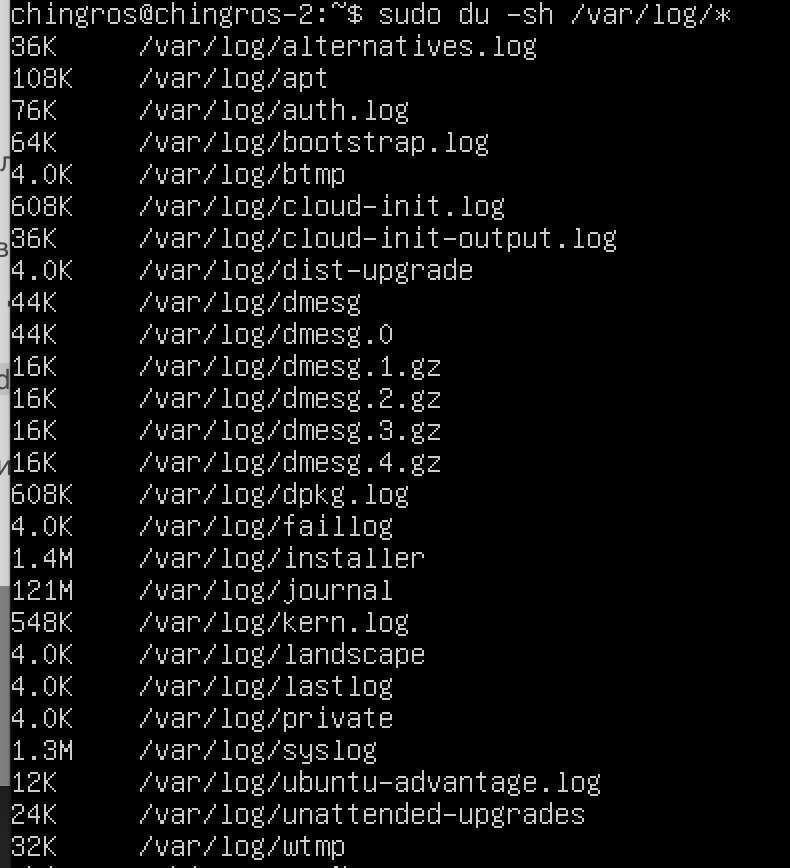 chingros@chingros-2:~$ sudo du -sh /var/log/*
36K /var/log/alternatives.log
108K /var/log/apt
76K /var/log/auth.log
64K /var/log/bootstrap.log
4.0K /var/log/btmp
608K /var/log/cloud-init.log
36K /var/log/cloud-init-output.log
4.0K /var/log/dist-upgrade
44K /var/log/dmesg
44K /var/log/dmesg.0
16K /var/log/dmesg.1.gz
16K /var/log/dmesg.2.gz
16K /var/log/dmesg.3.gz
16K /var/log/dmesg.4.gz
608K /var/log/dpkg.log
4.0K /var/log/faillog
1.4M /var/log/installer
121M /var/log/journal
548K /var/log/kern.log
4.0K /var/log/landscape
4.0K /var/log/lastlog
4.0K /var/log/private
1.3M /var/log/syslog
12K /var/log/ubuntu-advantage.log
24K /var/log/unattended-upgrades
32K /var/log/wtmp